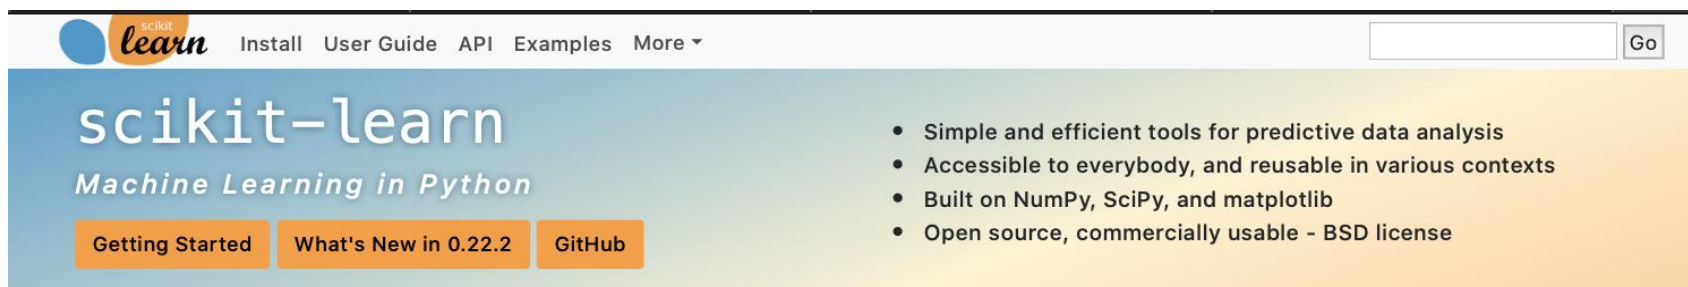 scikit
learn
Install User Guide API Examples More
Go
scikit-learn
Machine Learning in Python
Getting Started What's New in 0.22.2 GitHub
Simple and efficient tools for predictive data analysis
Accessible to everybody, and reusable in various contexts
Built on NumPy, SciPy, and matplotlib
Open source, commercially usable - BSD license